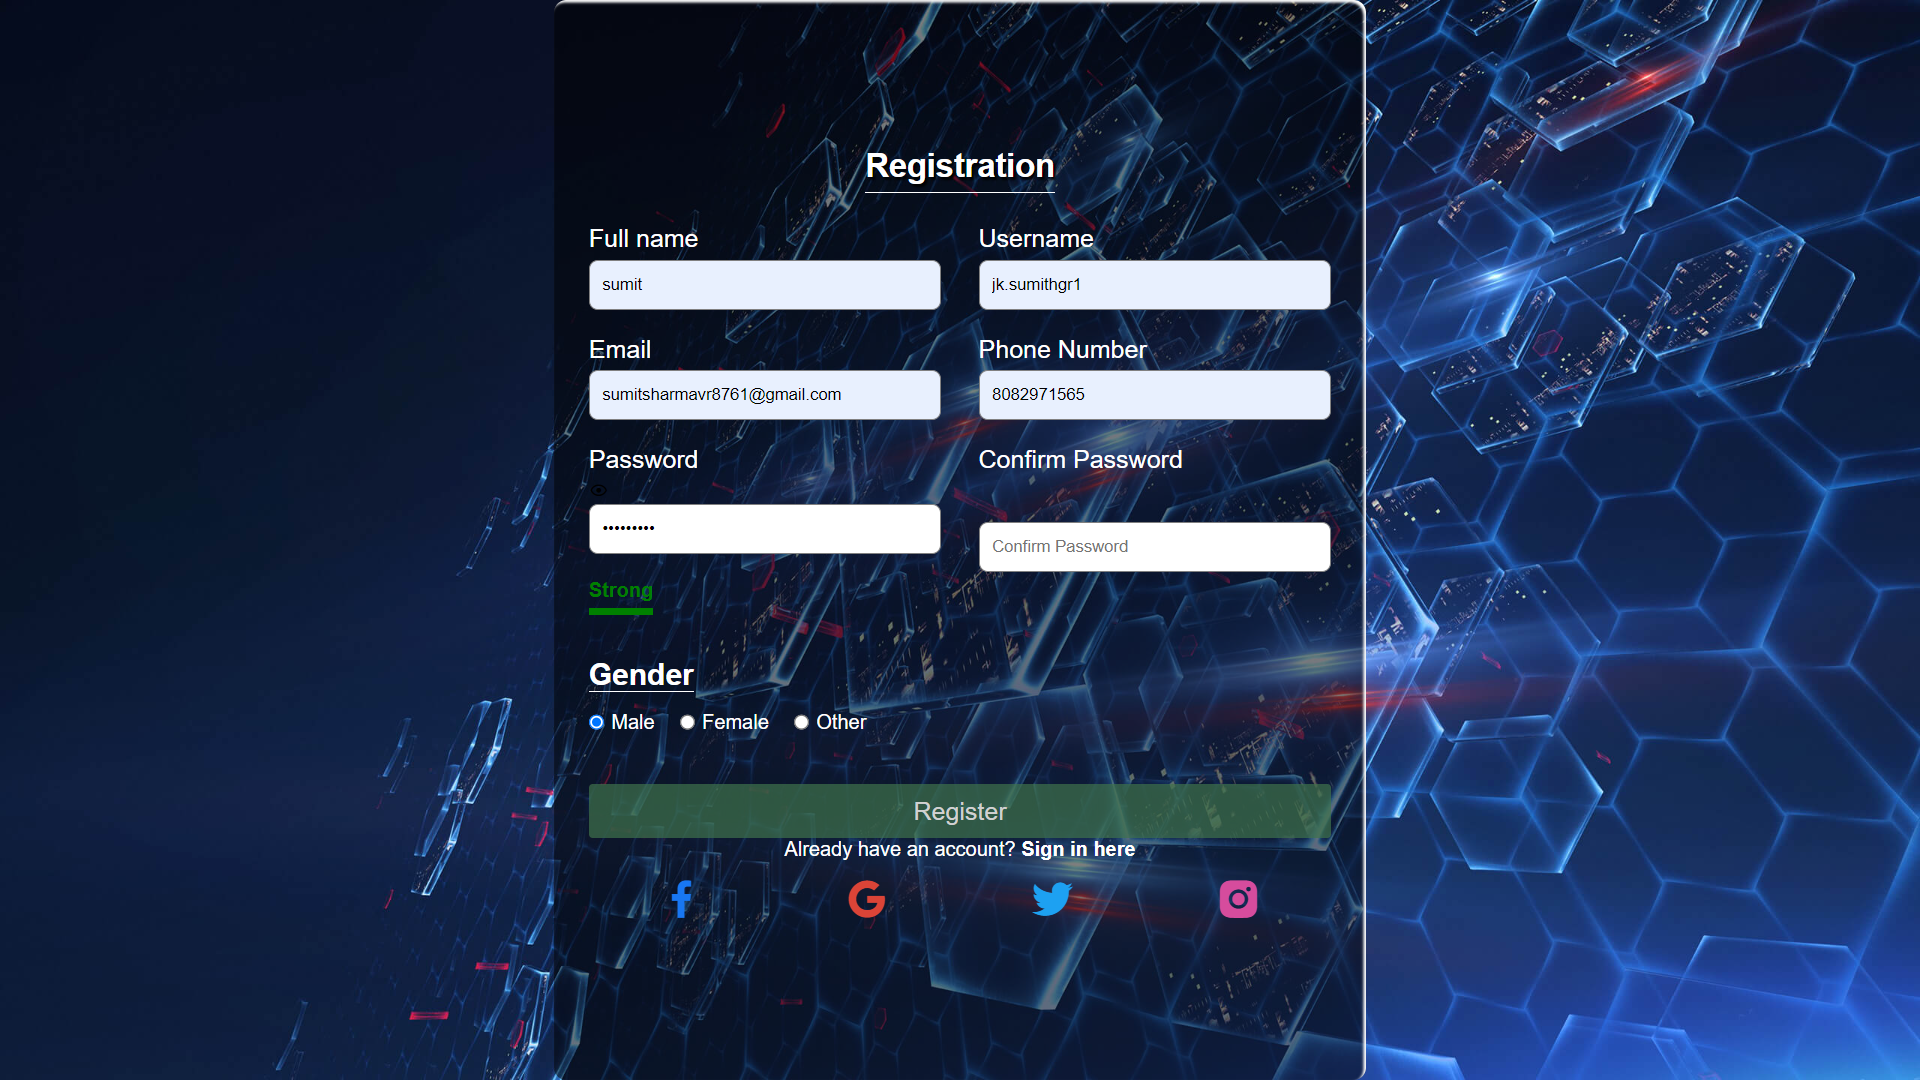 Registration
Full name
Username
sumit
jk.sumithgr1
Email
Phone Number
sumitsharmavr8761@gmail.com
8082971565
Password
Confirm Password
•••••••••
Confirm Password
Strong
Gender
Male
Female
Other
Register
Already have an account? Sign in here